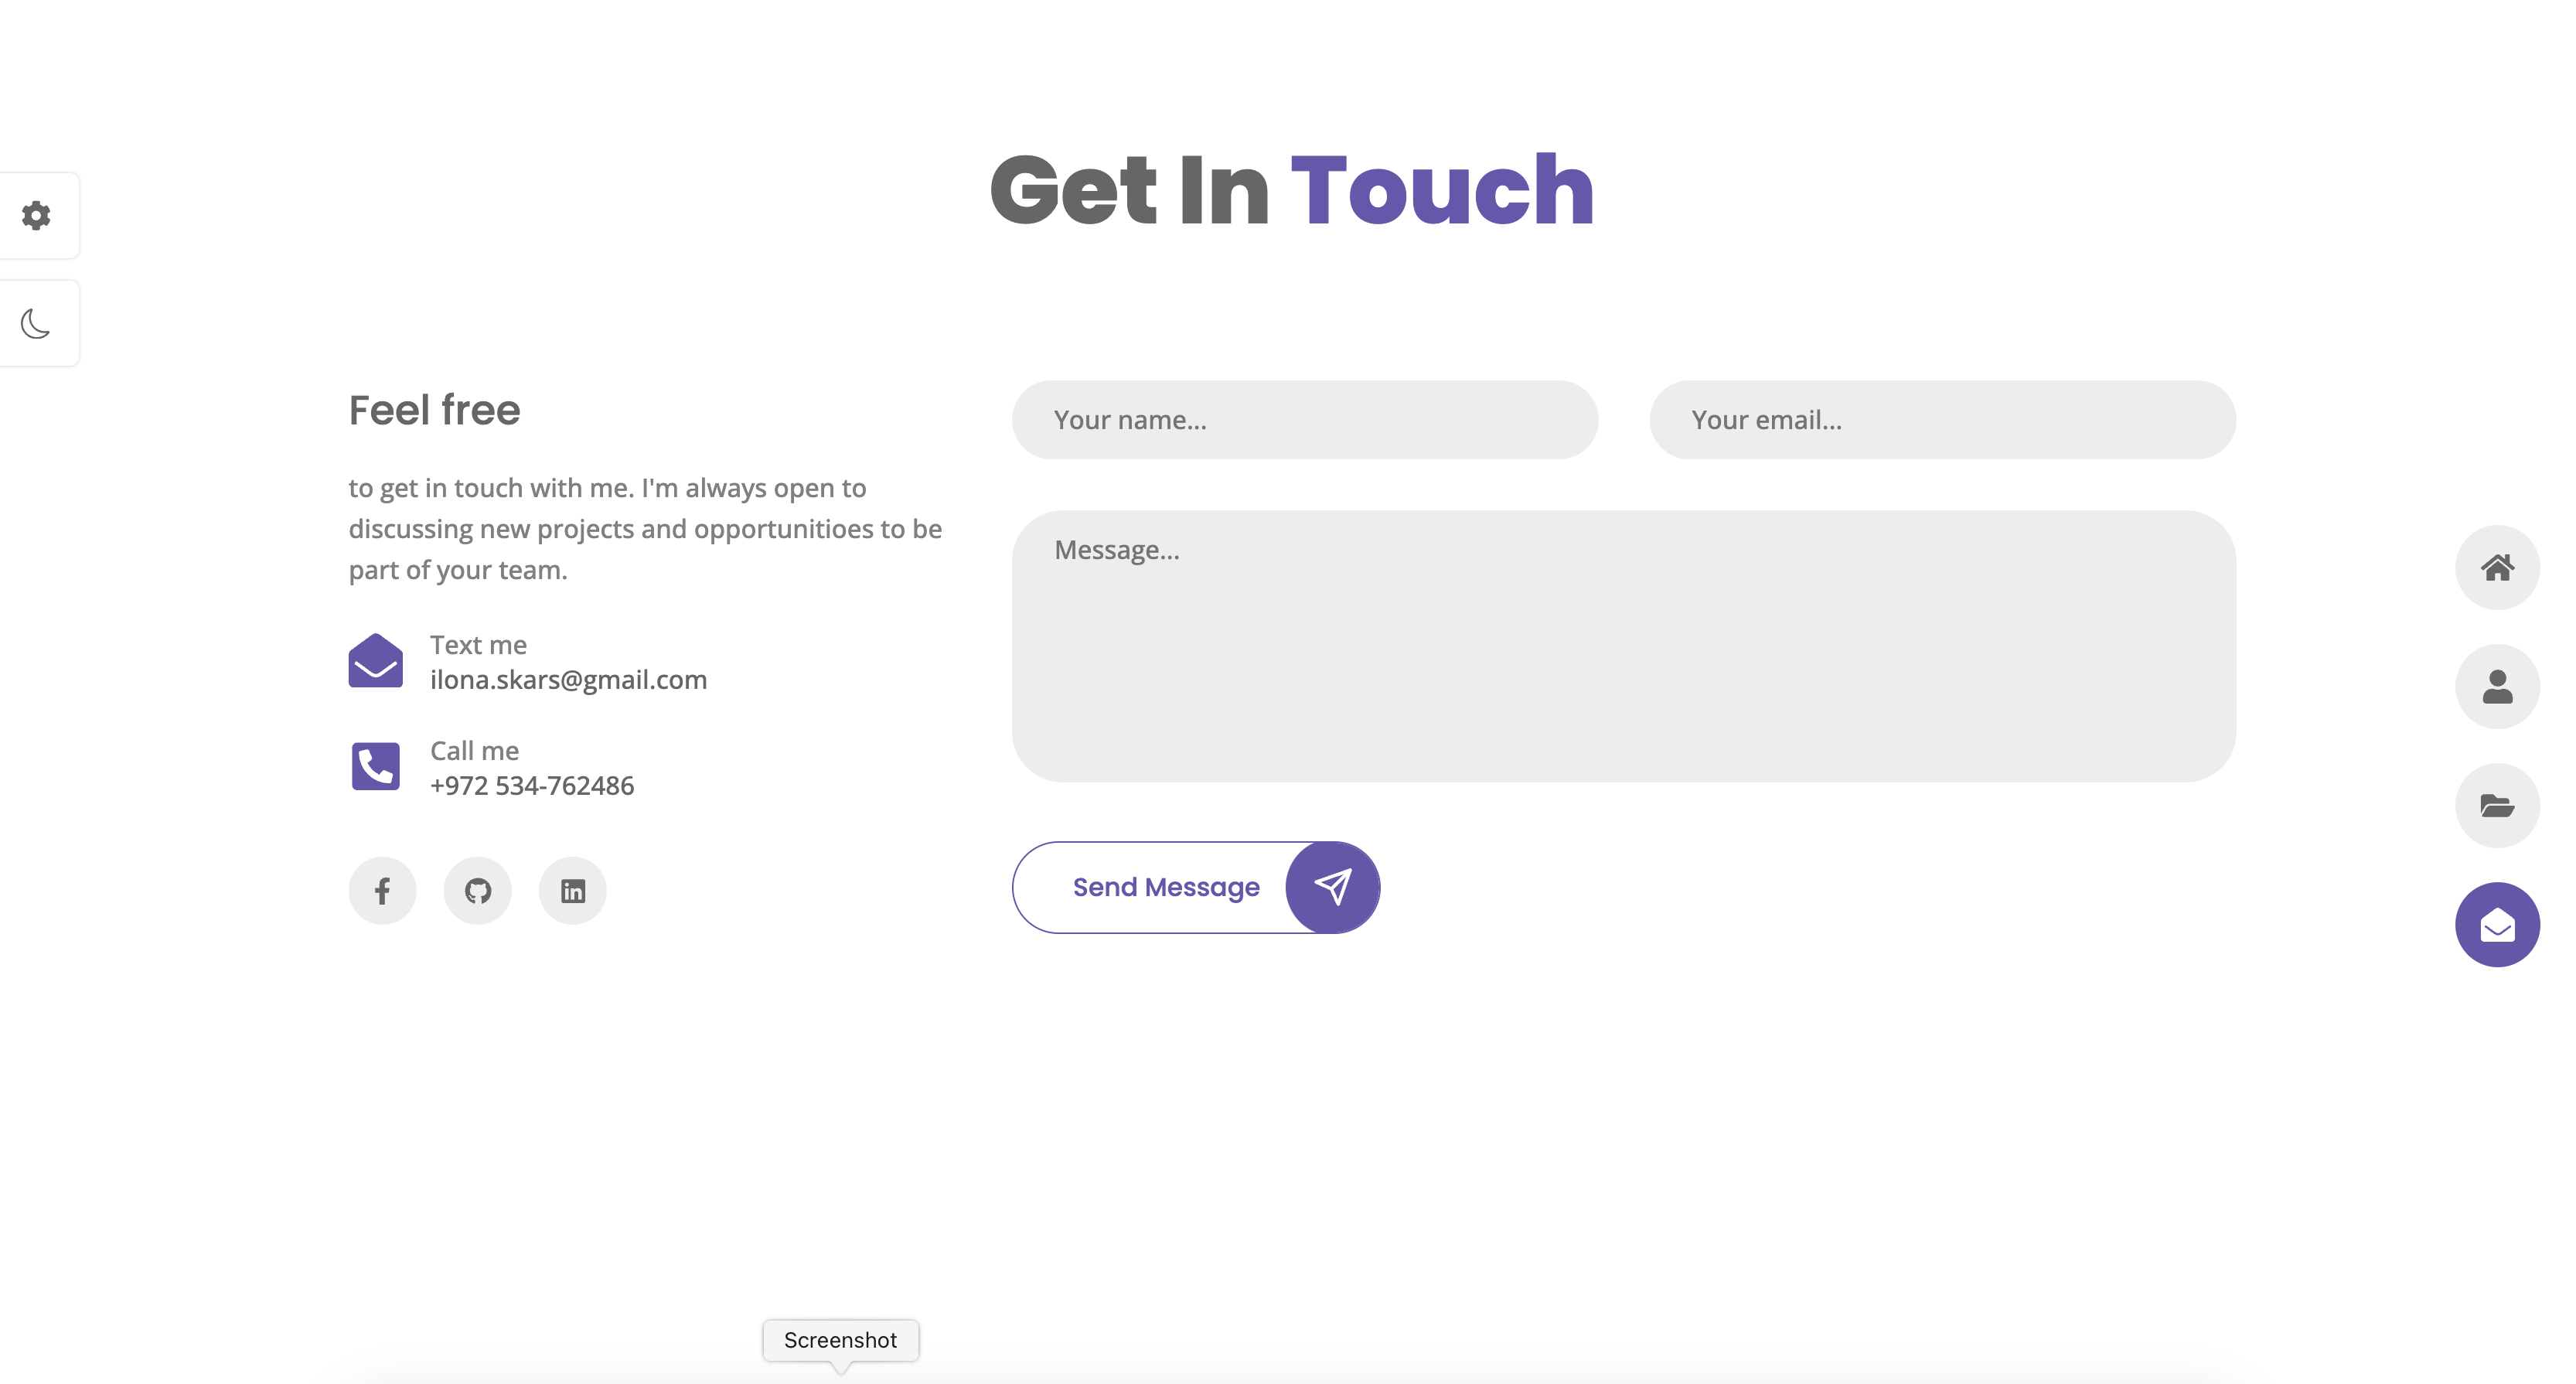 Get In Touch
Feel free
to get in touch with me. I'm always open to
discussing new projects and opportunitioes to be
part of your team.
Text me
ilona.skars@gmail.com
Call me
+972 534-762486
Your name...
Your email...
Message...
Send Message
Screenshot